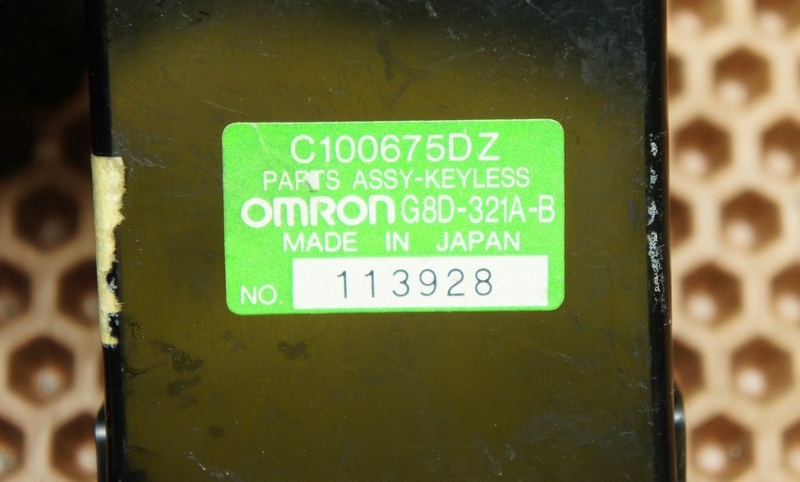 C100675DZ
PARTS ASSY-KEYLESS
OMRON G8D-321A-B
MADE IN JAPAN
NO. 113928